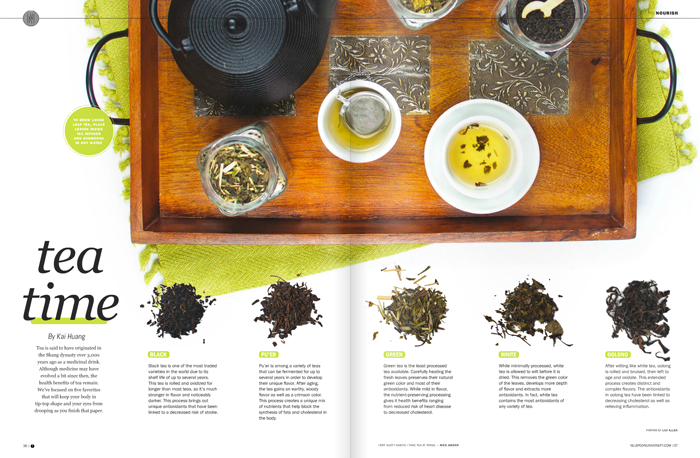 NOURISH
TO BREW LOOSE
LEAF TEA, PLACE
LEAVES INSIDE
tea
time
By Kai Huang
Tea is said to have originated in
the Shang dynasty over 3,000
years ago as a medicinal drink.
Although medicine may have
evolved a bit since then, the
health benefits of tea remain.
We've focused on five favorites
that will keep your body in
tip-top shape and your eyes from
drooping as you finish that paper.
BLACK
Black tea is one of the most traded
varieties in the world due to its
shelf life of up to several years.
This tea is rolled and oxidized for
longer than most teas, so it's much
stronger in flavor and noticeably
darker. This process brings out
unique antioxidants that have been
linked to a decreased risk of stroke.
PU'ER
Pu'er is among a variety of teas
that can be fermented for up to
several years in order to develop
their unique flavor. After aging,
the tea gains an earthy, woody
flavor as well as a crimson color.
This process creates a unique mix
of nutrients that help block the
synthesis of fats and cholesterol in
the body.
GREEN
Green tea is the least processed
tea available. Carefully heating the
fresh leaves preserves their natural
green color and most of their
antioxidants. While mild in flavor,
the nutrient-preserving processing
gives it health benefits ranging
from reduced risk of heart disease
to decreased cholesterol.
WHITE
While minimally processed, white
tea is allowed to wilt before it is
dried. This removes the green color
of the leaves, develops more depth
of flavor and extracts more
antioxidants. In fact, white tea
contains the most antioxidants of
any variety of tea.
OOLONG
After wilting like white tea, oolong
is rolled and bruised, then left to
age and oxidize. This extended
process creates distinct and
complex flavors. The antioxidants
in oolong tea have been linked to
decreasing cholesterol as well as
relieving inflammation.